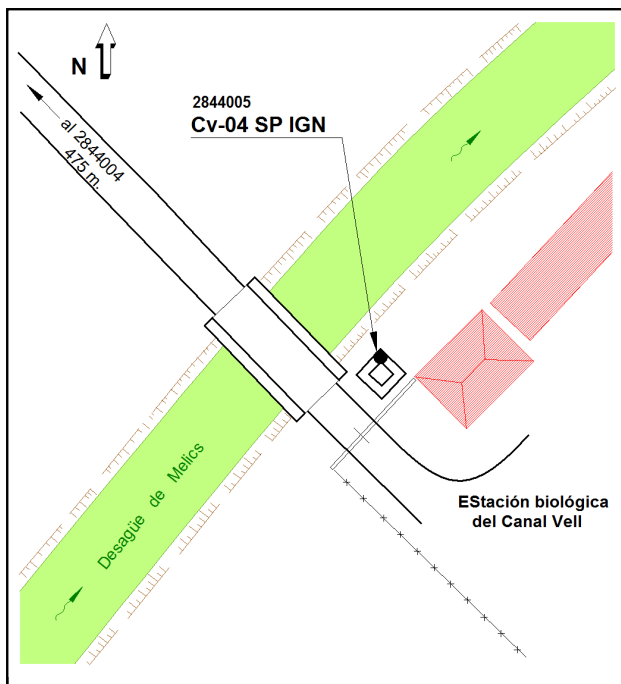 N
al 2844004
475 m.
2844005
Cv-04 SP IGN
Desagüe de Melics
EStación biológica
del Canal Vell